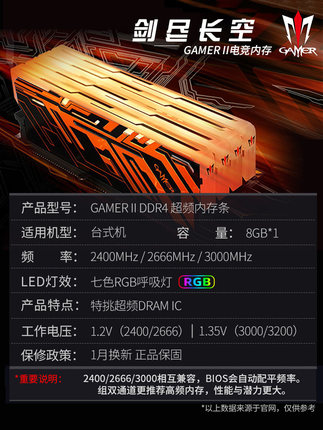 剑尽长空
GAMER II电竞内存
GAMER
产品型号： GAMER II DDR4 超频内存条
适用机型： 台式机 容 量： 8GB*1
频 率： 2400MHz / 2666MHz / 3000MHz
LED灯效： 七色RGB呼吸灯 RGB
产品特点： 特挑超频DRAM IC
工作电压： 1.2V（2400/2666）| 1.35V（3000/3200）
保修政策： 1月换新 正品保固
*重要说明： 2400/2666/3000相互兼容，BIOS会自动配平频率。
组双通道更推荐高频内存，性能与潜力更大。
*以上数据来源于官网，仅供参考